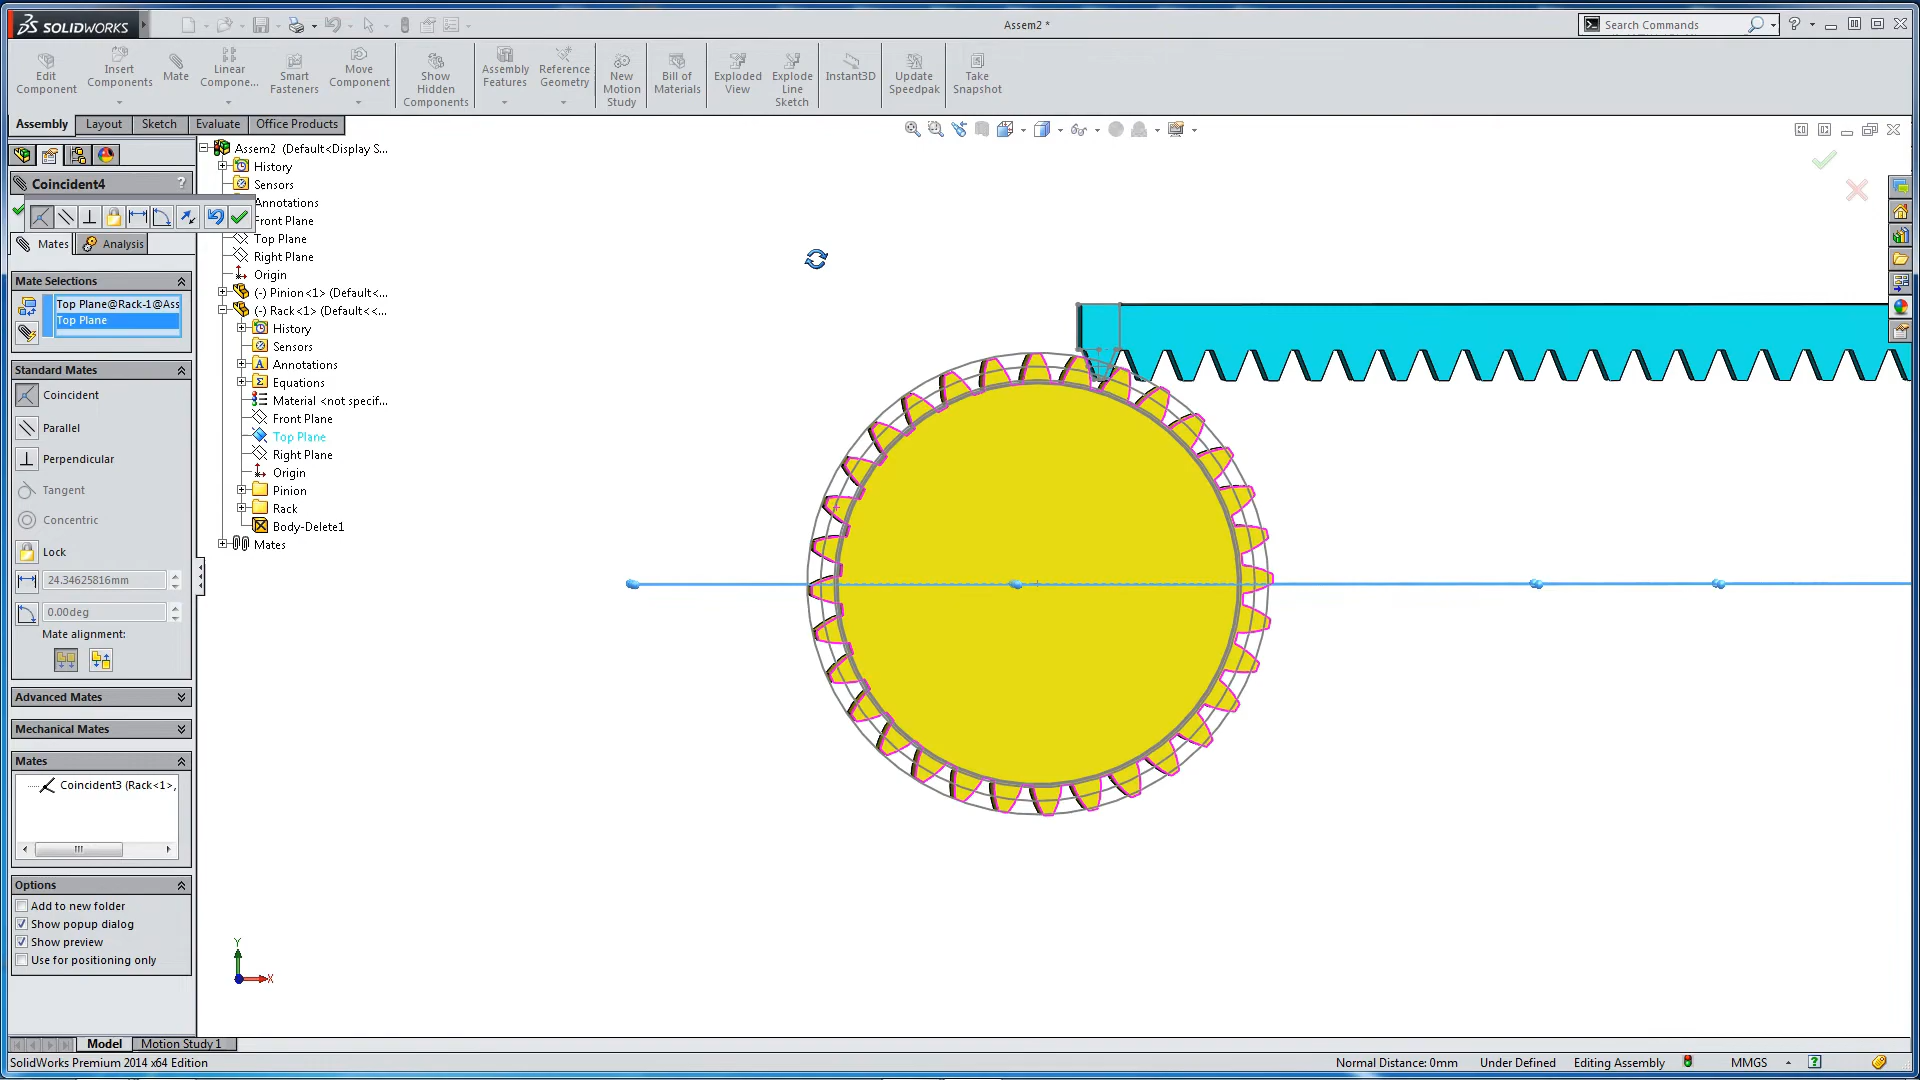 SOLIDWORKS
Assem2 *
Search Commands
Edit Component
Insert Components
Mate
Linear Compone...
Smart Fasteners
Move Component
Show Hidden Components
Assembly Features
Reference Geometry
New Motion Study
Bill of Materials
Exploded View
Explode Line Sketch
Instant3D
Update Speedpak
Take Snapshot
Assembly
Layout
Sketch
Evaluate
Office Products
Coincident4
?
Mates
Analysis
Mate Selections
Top Plane@Rack-1@Ass
Top Plane
Standard Mates
Coincident
Parallel
Perpendicular
Tangent
Concentric
Lock
24.34625816mm
0.00deg
Mate alignment:
Advanced Mates
Mechanical Mates
Mates
Coincident3 (Rack<1>,
Options
Add to new folder
Show popup dialog
Show preview
Use for positioning only
Assem2 (Default<Display S...
History
Sensors
Annotations
Front Plane
Top Plane
Right Plane
Origin
(-) Pinion<1> (Default<...
(-) Rack<1> (Default<<...
History
Sensors
Annotations
Equations
Material <not specif...
Front Plane
Top Plane
Right Plane
Origin
Pinion
Rack
Body-Delete1
Mates
Y
X
Model
Motion Study 1
SolidWorks Premium 2014 x64 Edition
Normal Distance: 0mm
Under Defined
Editing Assembly
MMGS
?